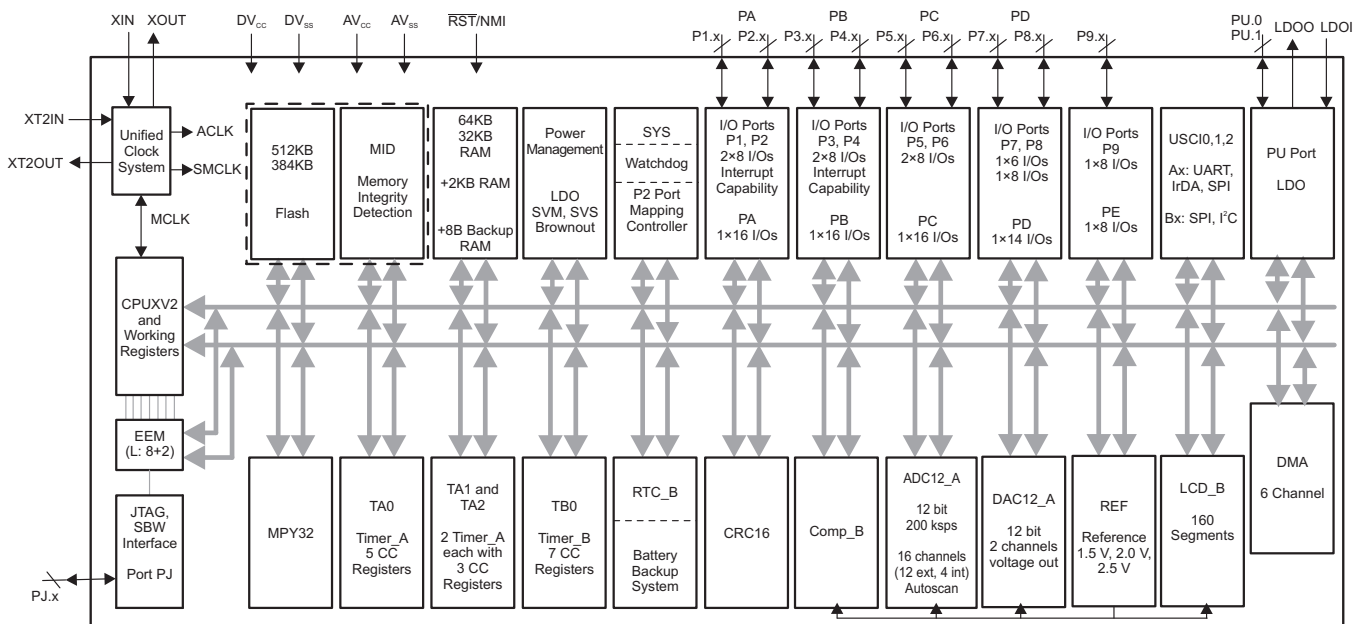 XIN XOUT DVCC DVSS AVCC AVSS RST/NMI
PA PB PC PD
P1.x P2.x P3.x P4.x P5.x P6.x P7.x P8.x P9.x
PU.0
PU.1
LDOO LDOI
XT2IN
XT2OUT
Unified
Clock
System
ACLK
SMCLK
MCLK
512KB
384KB
Flash
MID
Memory
Integrity
Detection
64KB
32KB
RAM
+2KB RAM
+8B Backup
RAM
Power
Management
LDO
SVM, SVS
Brownout
SYS
Watchdog
P2 Port
Mapping
Controller
I/O Ports
P1, P2
2×8 I/Os
Interrupt
Capability
PA
1×16 I/Os
I/O Ports
P3, P4
2×8 I/Os
Interrupt
Capability
PB
1×16 I/Os
I/O Ports
P5, P6
2×8 I/Os
PC
1×16 I/Os
I/O Ports
P7, P8
1×6 I/Os
1×8 I/Os
PD
1×14 I/Os
I/O Ports
P9
1×8 I/Os
PE
1×8 I/Os
USCI0,1,2
Ax: UART,
IrDA, SPI
Bx: SPI, I²C
PU Port
LDO
CPUXV2
and
Working
Registers
EEM
(L: 8+2)
JTAG,
SBW
Interface
Port PJ
PJ.x
MPY32
TA0
Timer_A
5 CC
Registers
TA1 and
TA2
2 Timer_A
each with
3 CC
Registers
TB0
Timer_B
7 CC
Registers
RTC_B
Battery
Backup
System
CRC16
Comp_B
ADC12_A
12 bit
200 ksps
16 channels
(12 ext, 4 int)
Autoscan
DAC12_A
12 bit
2 channels
voltage out
REF
Reference
1.5 V, 2.0 V,
2.5 V
LCD_B
160
Segments
DMA
6 Channel